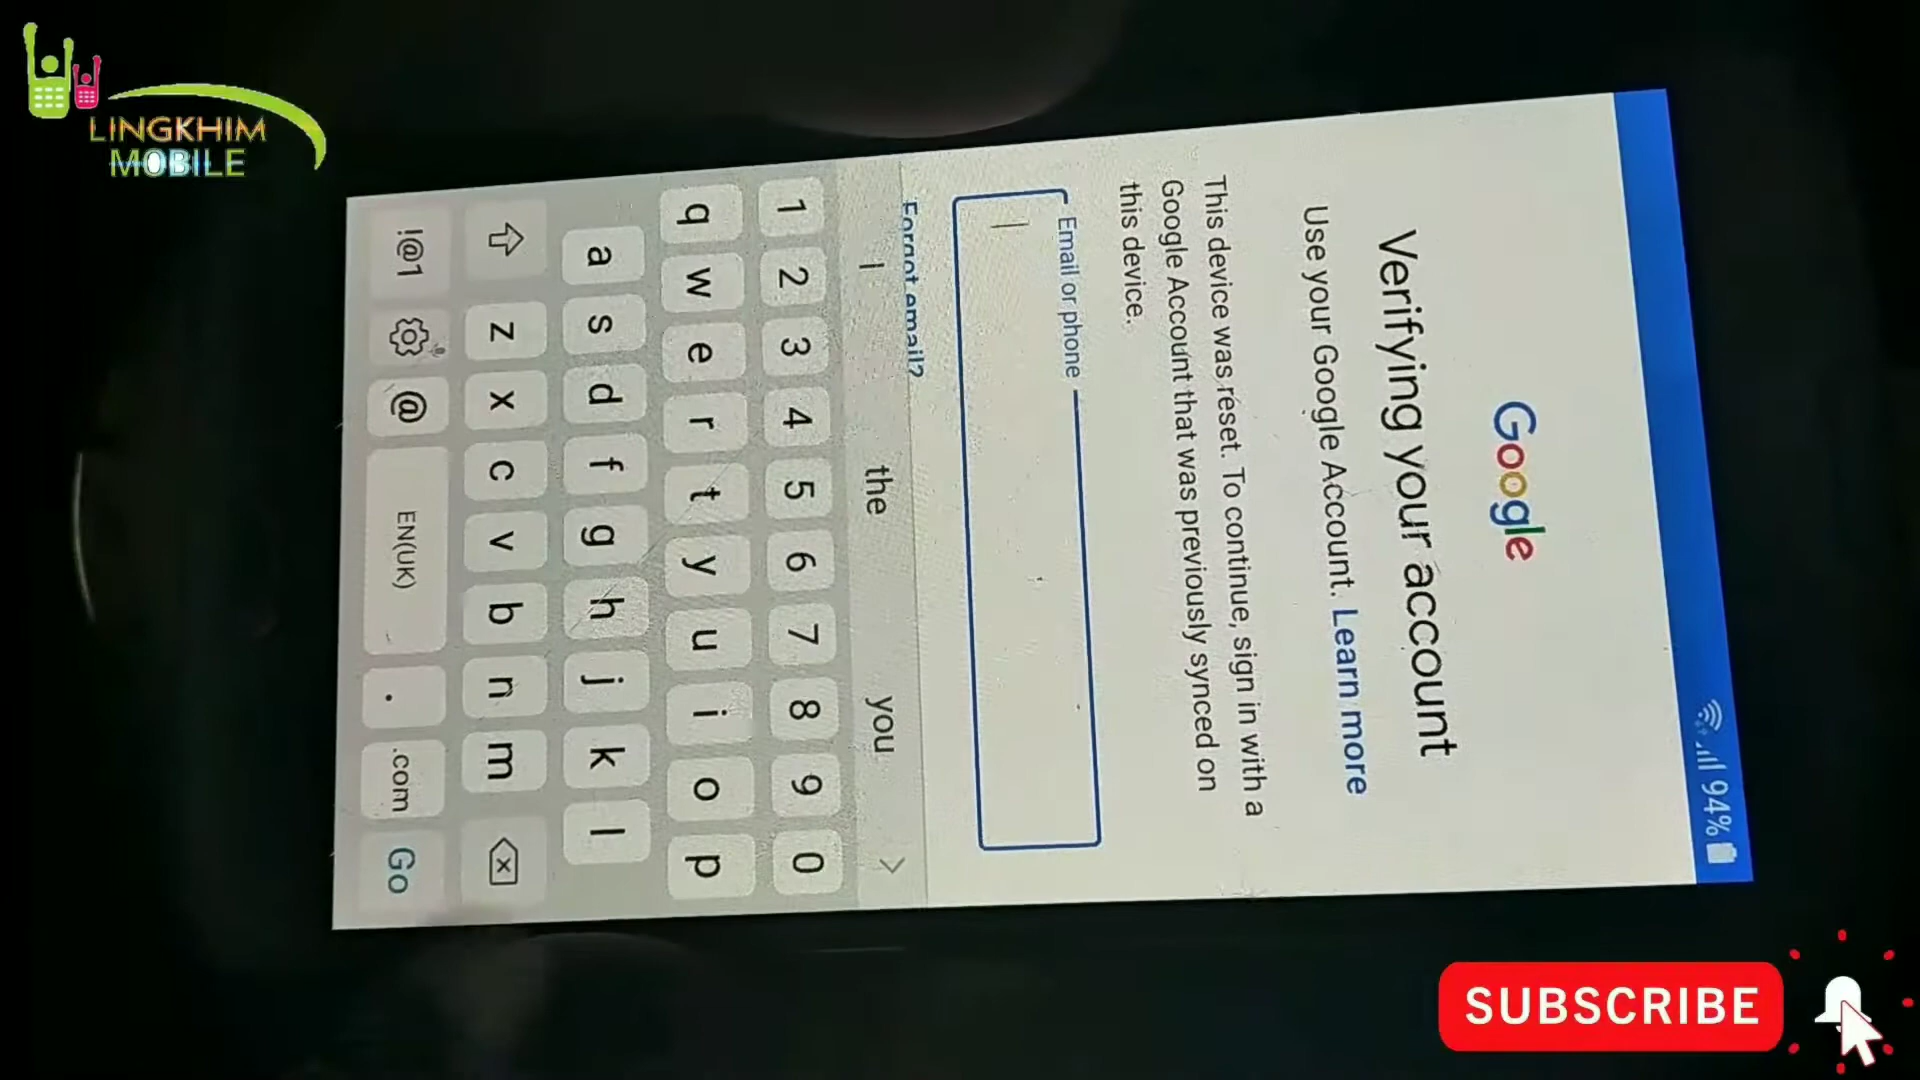 LINGKHIM
MOBILE
94%
Google
Verifying your account
Use your Google Account. Learn more
This device was reset. To continue, sign in with a
Google Account that was previously synced on
this device.
Email or phone
Forgot email?
I the you
1 2 3 4 5 6 7 8 9 0
q w e r t y u i o p
a s d f g h j k l
z x c v b n m
!@1 @ EN(UK) . .com Go
SUBSCRIBE